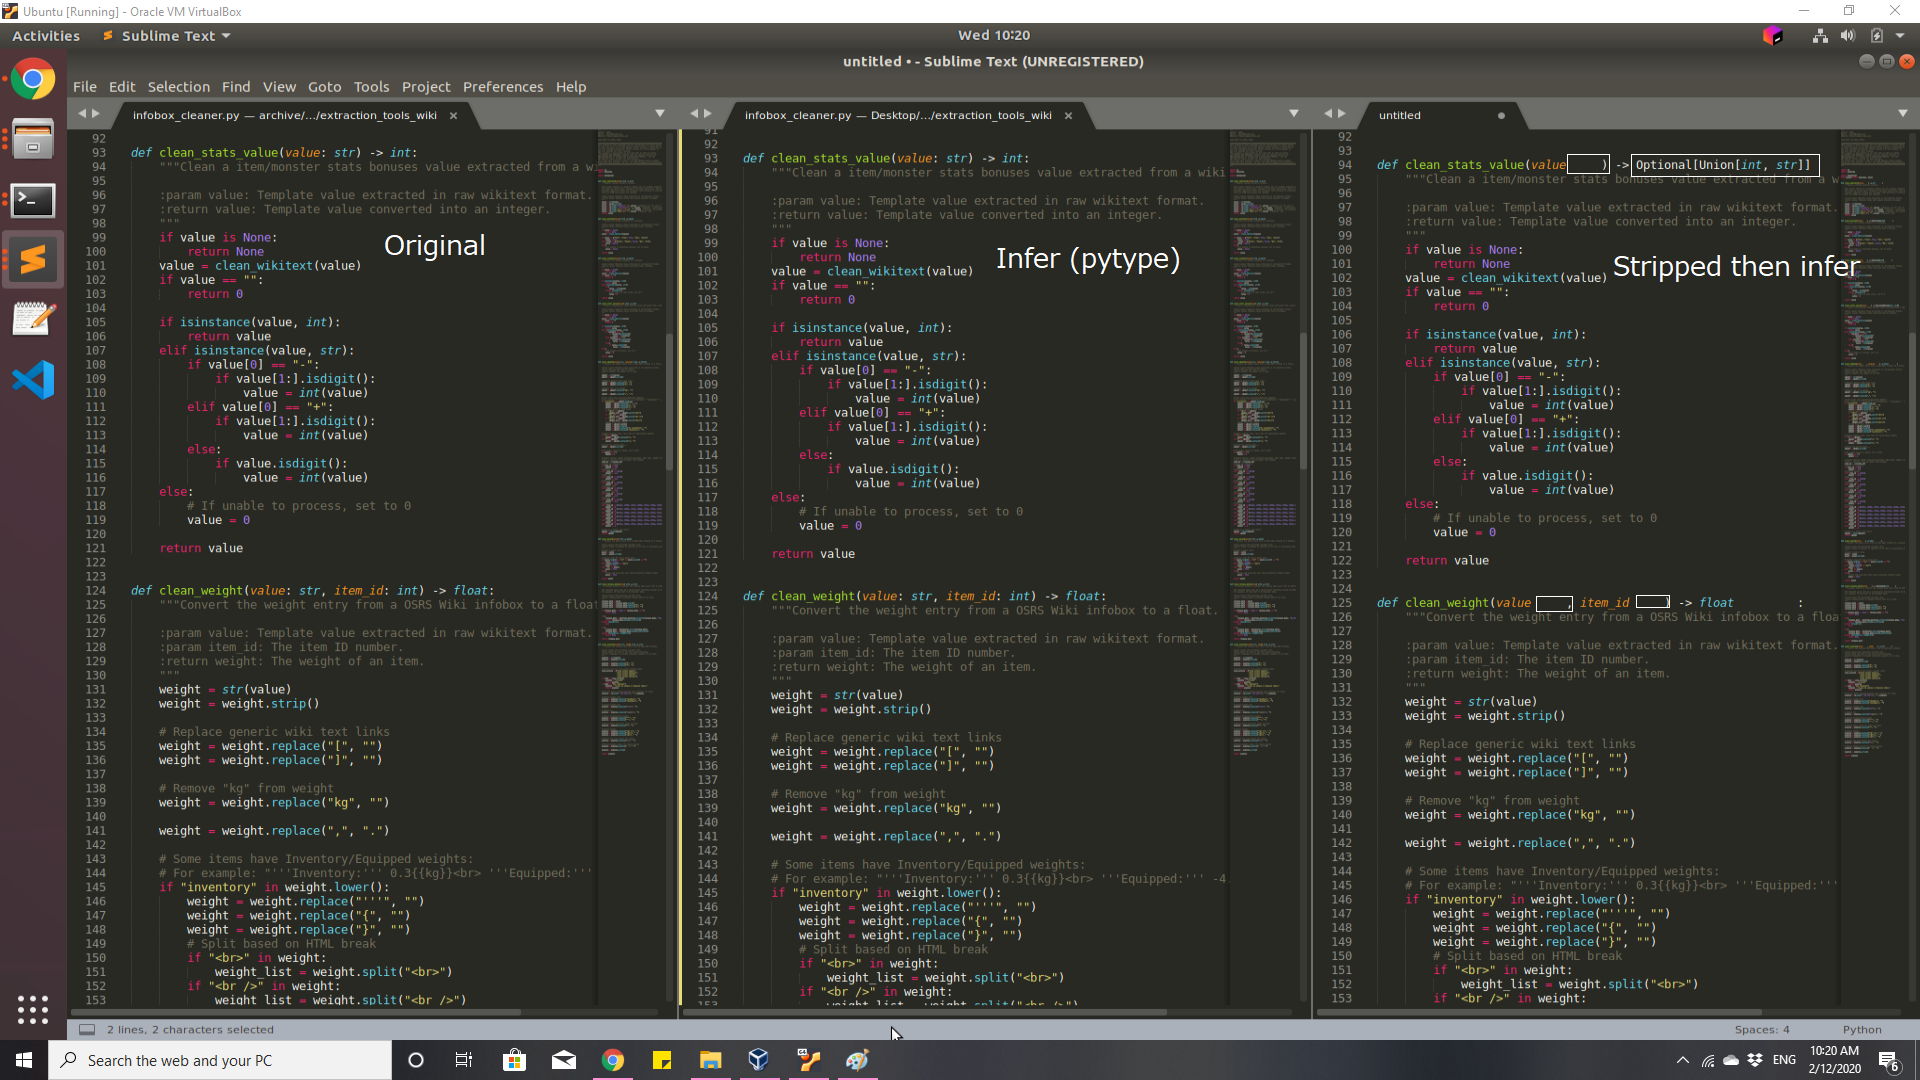 Ubuntu [Running] - Oracle VM VirtualBox
Activities Sublime Text Wed 10:20
untitled • - Sublime Text (UNREGISTERED)
File Edit Selection Find View Goto Tools Project Preferences Help
infobox_cleaner.py — archive/.../extraction_tools_wiki ×
92
93 def clean_stats_value(value: str) -> int:
94 """Clean a item/monster stats bonuses value extracted from a w
95
96 :param value: Template value extracted in raw wikitext format.
97 :return value: Template value converted into an integer.
98 """
99 if value is None:
100 return None
101 value = clean_wikitext(value)
102 if value == "":
103 return 0
104
105 if isinstance(value, int):
106 return value
107 elif isinstance(value, str):
108 if value[0] == "-":
109 if value[1:].isdigit():
110 value = int(value)
111 elif value[0] == "+":
112 if value[1:].isdigit():
113 value = int(value)
114 else:
115 if value.isdigit():
116 value = int(value)
117 else:
118 # If unable to process, set to 0
119 value = 0
120
121 return value
122
123
124 def clean_weight(value: str, item_id: int) -> float:
125 """Convert the weight entry from a OSRS Wiki infobox to a float
126
127 :param value: Template value extracted in raw wikitext format.
128 :param item_id: The item ID number.
129 :return weight: The weight of an item.
130 """
131 weight = str(value)
132 weight = weight.strip()
133
134 # Replace generic wiki text links
135 weight = weight.replace("[", "")
136 weight = weight.replace("]", "")
137
138 # Remove "kg" from weight
139 weight = weight.replace("kg", "")
140
141 weight = weight.replace(",", ".")
142
143 # Some items have Inventory/Equipped weights:
144 # For example: "'''Inventory:''' 0.3{{kg}}<br> '''Equipped:'''
145 if "inventory" in weight.lower():
146 weight = weight.replace("'''", "")
147 weight = weight.replace("{", "")
148 weight = weight.replace("}", "")
149 # Split based on HTML break
150 if "<br>" in weight:
151 weight_list = weight.split("<br>")
152 if "<br />" in weight:
153 weight_list = weight.split("<br />")
Original
infobox_cleaner.py — Desktop/.../extraction_tools_wiki ×
91
92
93 def clean_stats_value(value: str) -> int:
94 """Clean a item/monster stats bonuses value extracted from a wiki
95
96 :param value: Template value extracted in raw wikitext format.
97 :return value: Template value converted into an integer.
98 """
99 if value is None:
100 return None
101 value = clean_wikitext(value)
102 if value == "":
103 return 0
104
105 if isinstance(value, int):
106 return value
107 elif isinstance(value, str):
108 if value[0] == "-":
109 if value[1:].isdigit():
110 value = int(value)
111 elif value[0] == "+":
112 if value[1:].isdigit():
113 value = int(value)
114 else:
115 if value.isdigit():
116 value = int(value)
117 else:
118 # If unable to process, set to 0
119 value = 0
120
121 return value
122
123
124 def clean_weight(value: str, item_id: int) -> float:
125 """Convert the weight entry from a OSRS Wiki infobox to a float.
126
127 :param value: Template value extracted in raw wikitext format.
128 :param item_id: The item ID number.
129 :return weight: The weight of an item.
130 """
131 weight = str(value)
132 weight = weight.strip()
133
134 # Replace generic wiki text links
135 weight = weight.replace("[", "")
136 weight = weight.replace("]", "")
137
138 # Remove "kg" from weight
139 weight = weight.replace("kg", "")
140
141 weight = weight.replace(",", ".")
142
143 # Some items have Inventory/Equipped weights:
144 # For example: "'''Inventory:''' 0.3{{kg}}<br> '''Equipped:''' -4
145 if "inventory" in weight.lower():
146 weight = weight.replace("'''", "")
147 weight = weight.replace("{", "")
148 weight = weight.replace("}", "")
149 # Split based on HTML break
150 if "<br>" in weight:
151 weight_list = weight.split("<br>")
152 if "<br />" in weight:
153 weight_list = weight.split("<br />")
Infer (pytype)
untitled
92
93
94 def clean_stats_value(value ) -> Optional[Union[int, str]]
95 """Clean a item/monster stats bonuses value extracted from a w
96
97 :param value: Template value extracted in raw wikitext format.
98 :return value: Template value converted into an integer.
99 """
100 if value is None:
101 return None
102 value = clean_wikitext(value)
103 if value == "":
104 return 0
105
106 if isinstance(value, int):
107 return value
108 elif isinstance(value, str):
109 if value[0] == "-":
110 if value[1:].isdigit():
111 value = int(value)
112 elif value[0] == "+":
113 if value[1:].isdigit():
114 value = int(value)
115 else:
116 if value.isdigit():
117 value = int(value)
118 else:
119 # If unable to process, set to 0
120 value = 0
121
122 return value
123
124
125 def clean_weight(value , item_id ) -> float :
126 """Convert the weight entry from a OSRS Wiki infobox to a floa
127
128 :param value: Template value extracted in raw wikitext format.
129 :param item_id: The item ID number.
130 :return weight: The weight of an item.
131 """
132 weight = str(value)
133 weight = weight.strip()
134
135 # Replace generic wiki text links
136 weight = weight.replace("[", "")
137 weight = weight.replace("]", "")
138
139 # Remove "kg" from weight
140 weight = weight.replace("kg", "")
141
142 weight = weight.replace(",", ".")
143
144 # Some items have Inventory/Equipped weights:
145 # For example: "'''Inventory:''' 0.3{{kg}}<br> '''Equipped:'''
146 if "inventory" in weight.lower():
147 weight = weight.replace("'''", "")
148 weight = weight.replace("{", "")
149 weight = weight.replace("}", "")
150 # Split based on HTML break
151 if "<br>" in weight:
152 weight_list = weight.split("<br>")
153 if "<br />" in weight:
Stripped then infer
2 lines, 2 characters selected Spaces: 4 Python
Search the web and your PC
ENG
10:20 AM
2/12/2020
6